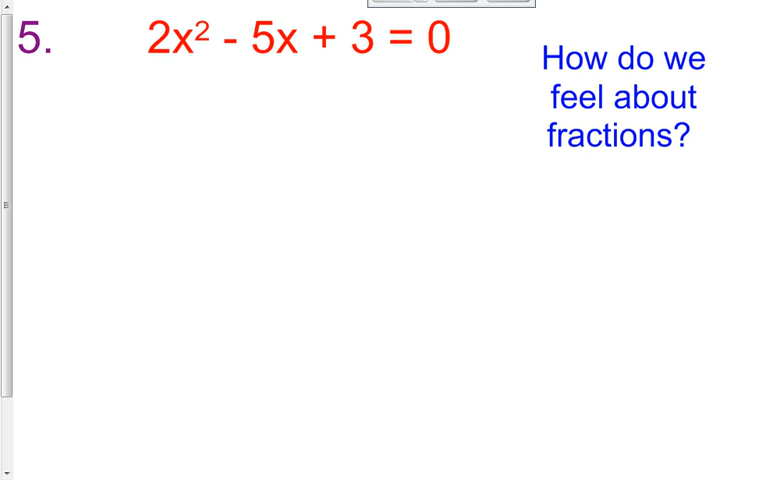 5. 2x² - 5x + 3 = 0
How do we
feel about
fractions?